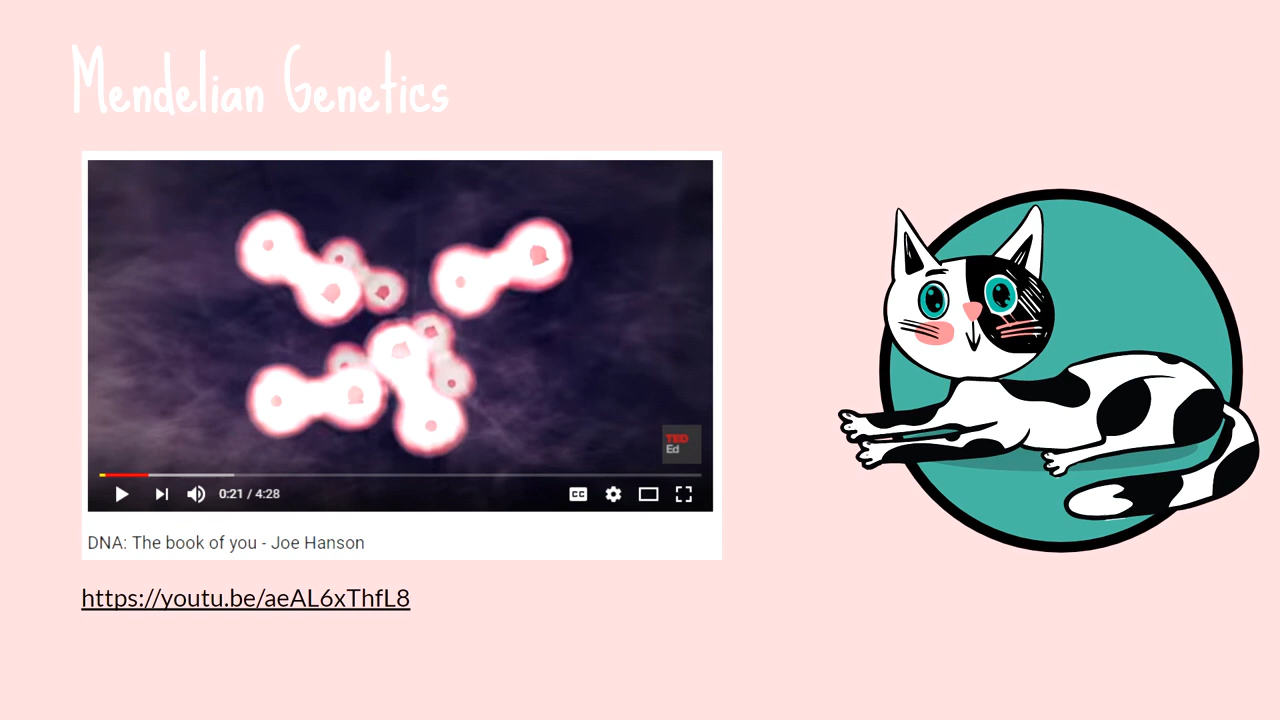 Mendelian Genetics
TED
Ed
0:21 / 4:28
CC
DNA: The book of you - Joe Hanson
https://youtu.be/aeAL6xThfL8